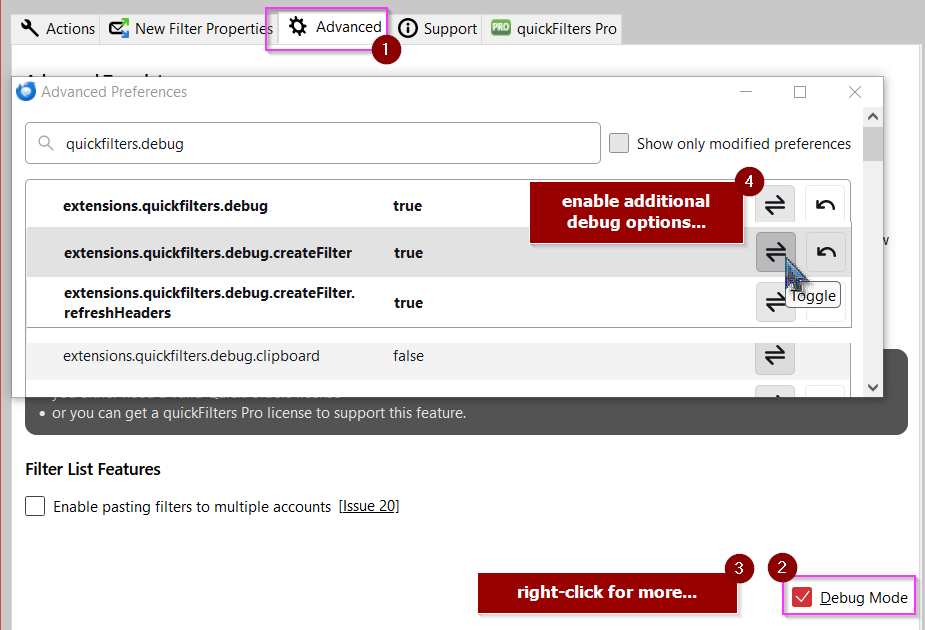 Actions
New Filter Properties
Advanced
Support
PRO
quickFilters Pro
1
Advanced Preferences
quickfilters.debug
Show only modified preferences
4
enable additional
debug options...
extensions.quickfilters.debug
true
extensions.quickfilters.debug.createFilter
true
extensions.quickfilters.debug.createFilter.
refreshHeaders
true
Toggle
extensions.quickfilters.debug.clipboard
false
• or you can get a quickFilters Pro license to support this feature.
Filter List Features
Enable pasting filters to multiple accounts [Issue 20]
3
right-click for more...
2
Debug Mode